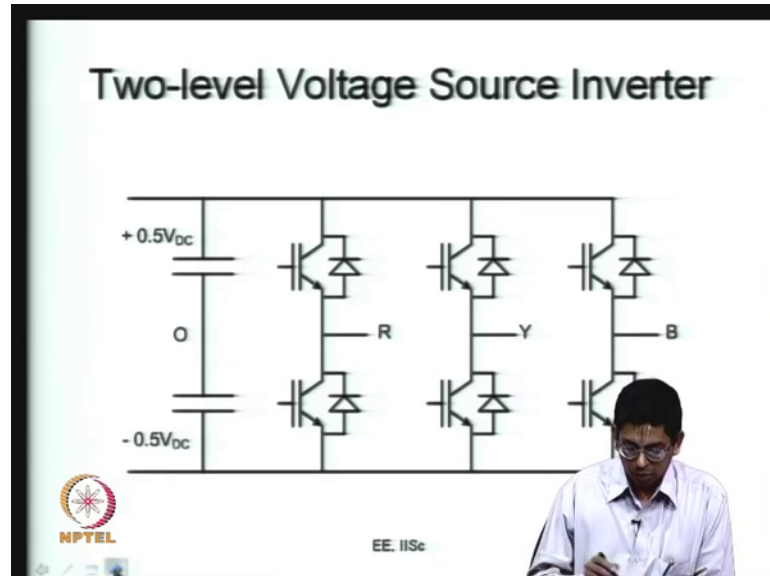 Two-level Voltage Source Inverter
+ 0.5VDC
O
R
Y
B
- 0.5VDC
NPTEL
EE, IISc